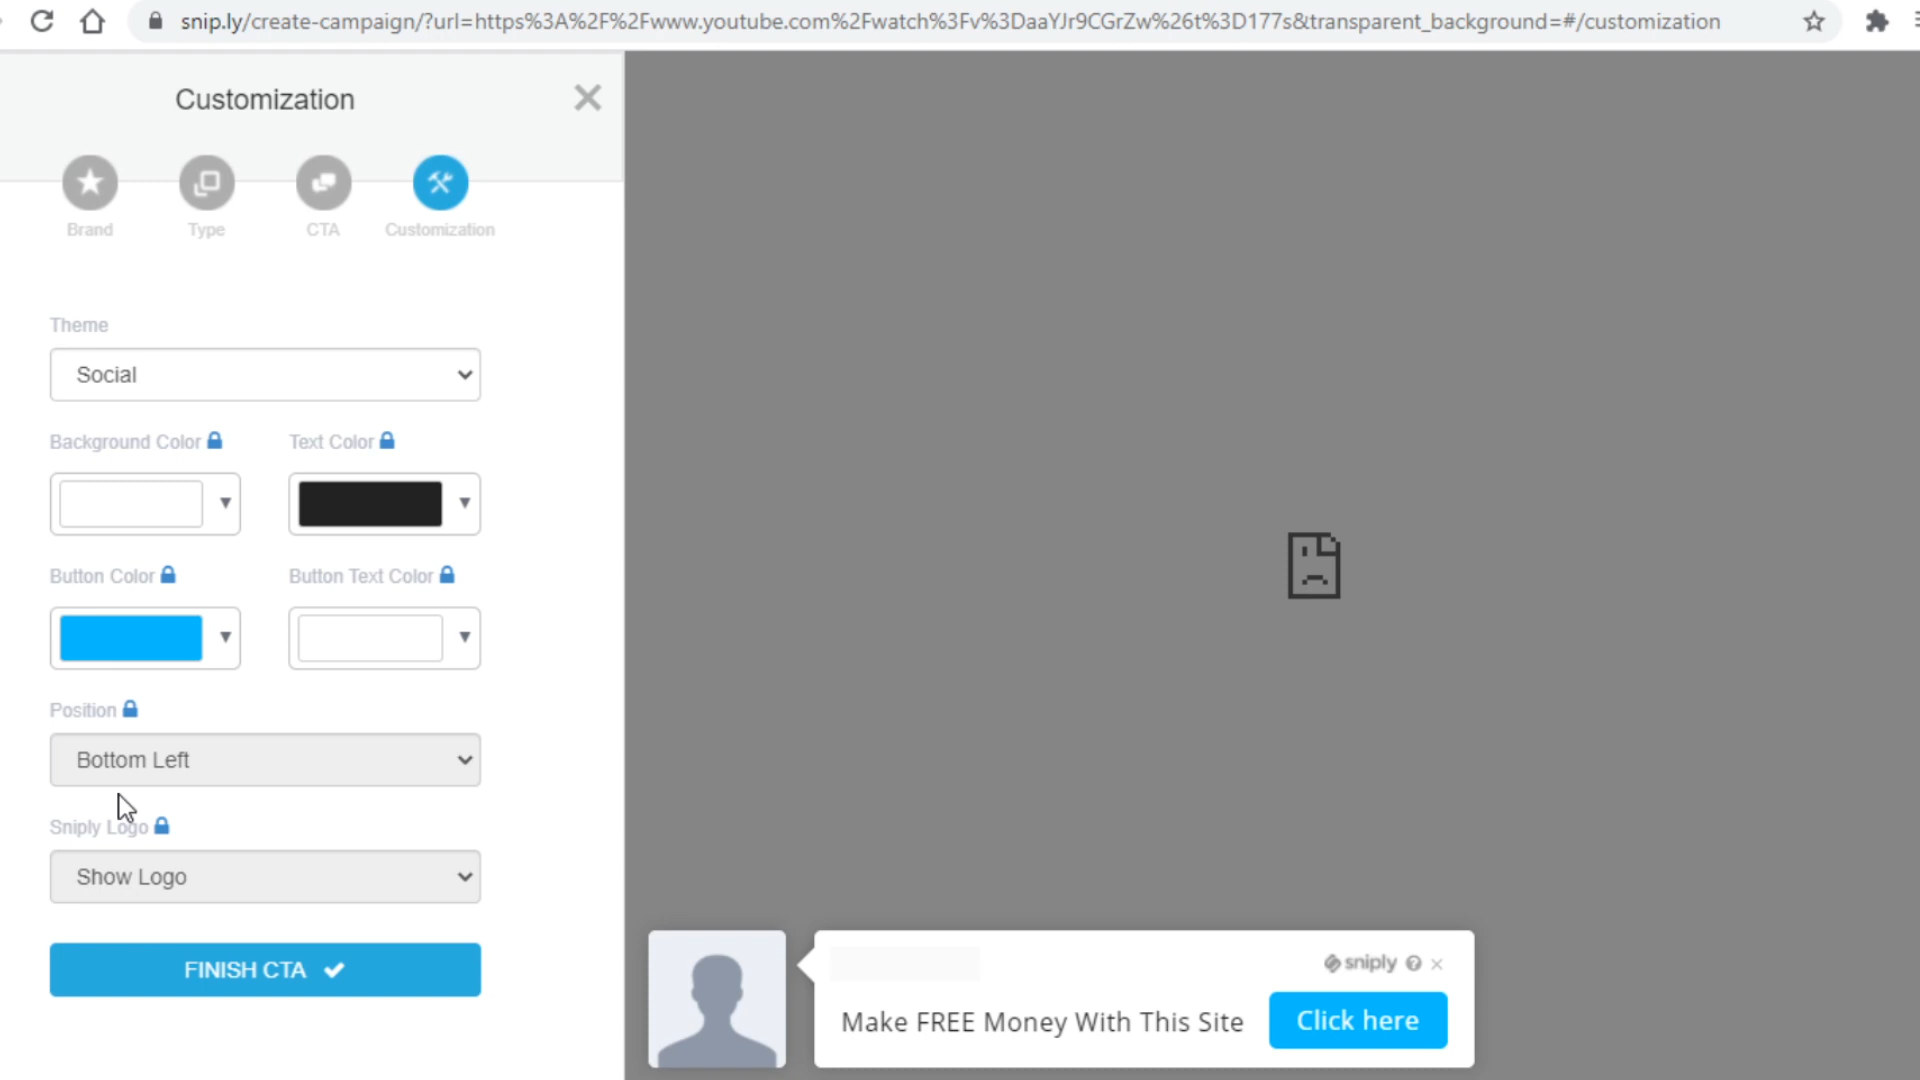 snip.ly/create-campaign/?url=https%3A%2F%2Fwww.youtube.com%2Fwatch%3Fv%3DaaYJr9CGrZw%26t%3D177s&transparent_background=#/customization
Customization
Brand Type CTA Customization
Theme
Social
Background Color Text Color
Button Color Button Text Color
Position
Bottom Left
Sniply Logo
Show Logo
FINISH CTA
sniply
Make FREE Money With This Site
Click here